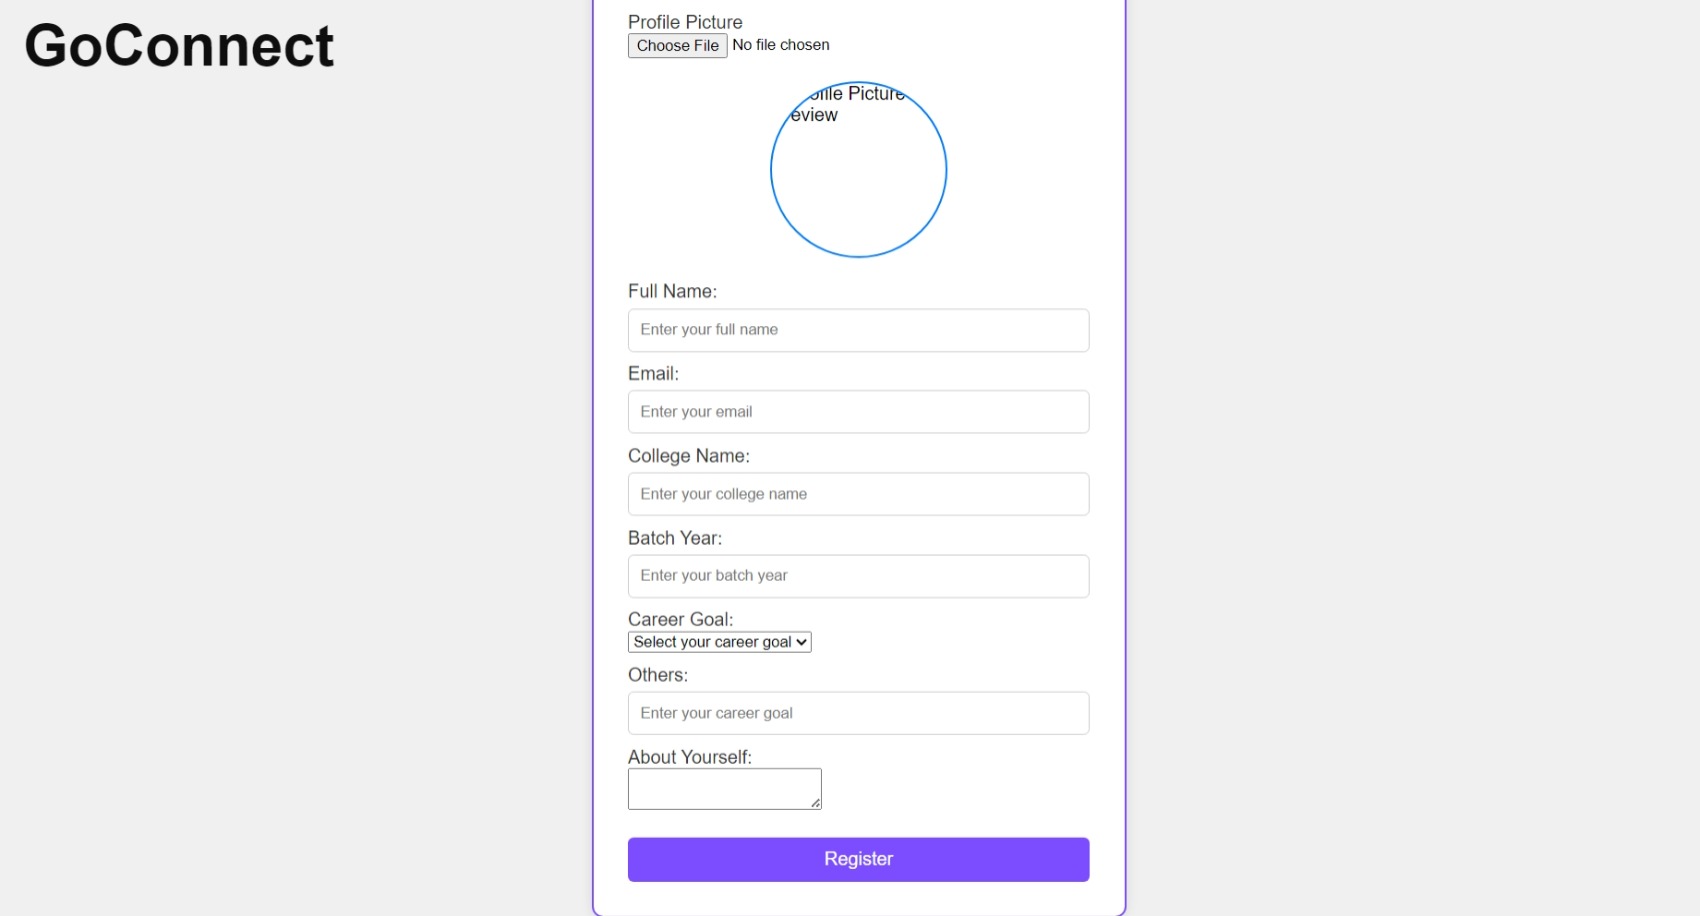 GoConnect
Profile Picture
Choose File No file chosen
ofile Picture
eview
Full Name:
Enter your full name
Email:
Enter your email
College Name:
Enter your college name
Batch Year:
Enter your batch year
Career Goal:
Select your career goal
Others:
Enter your career goal
About Yourself:
Register